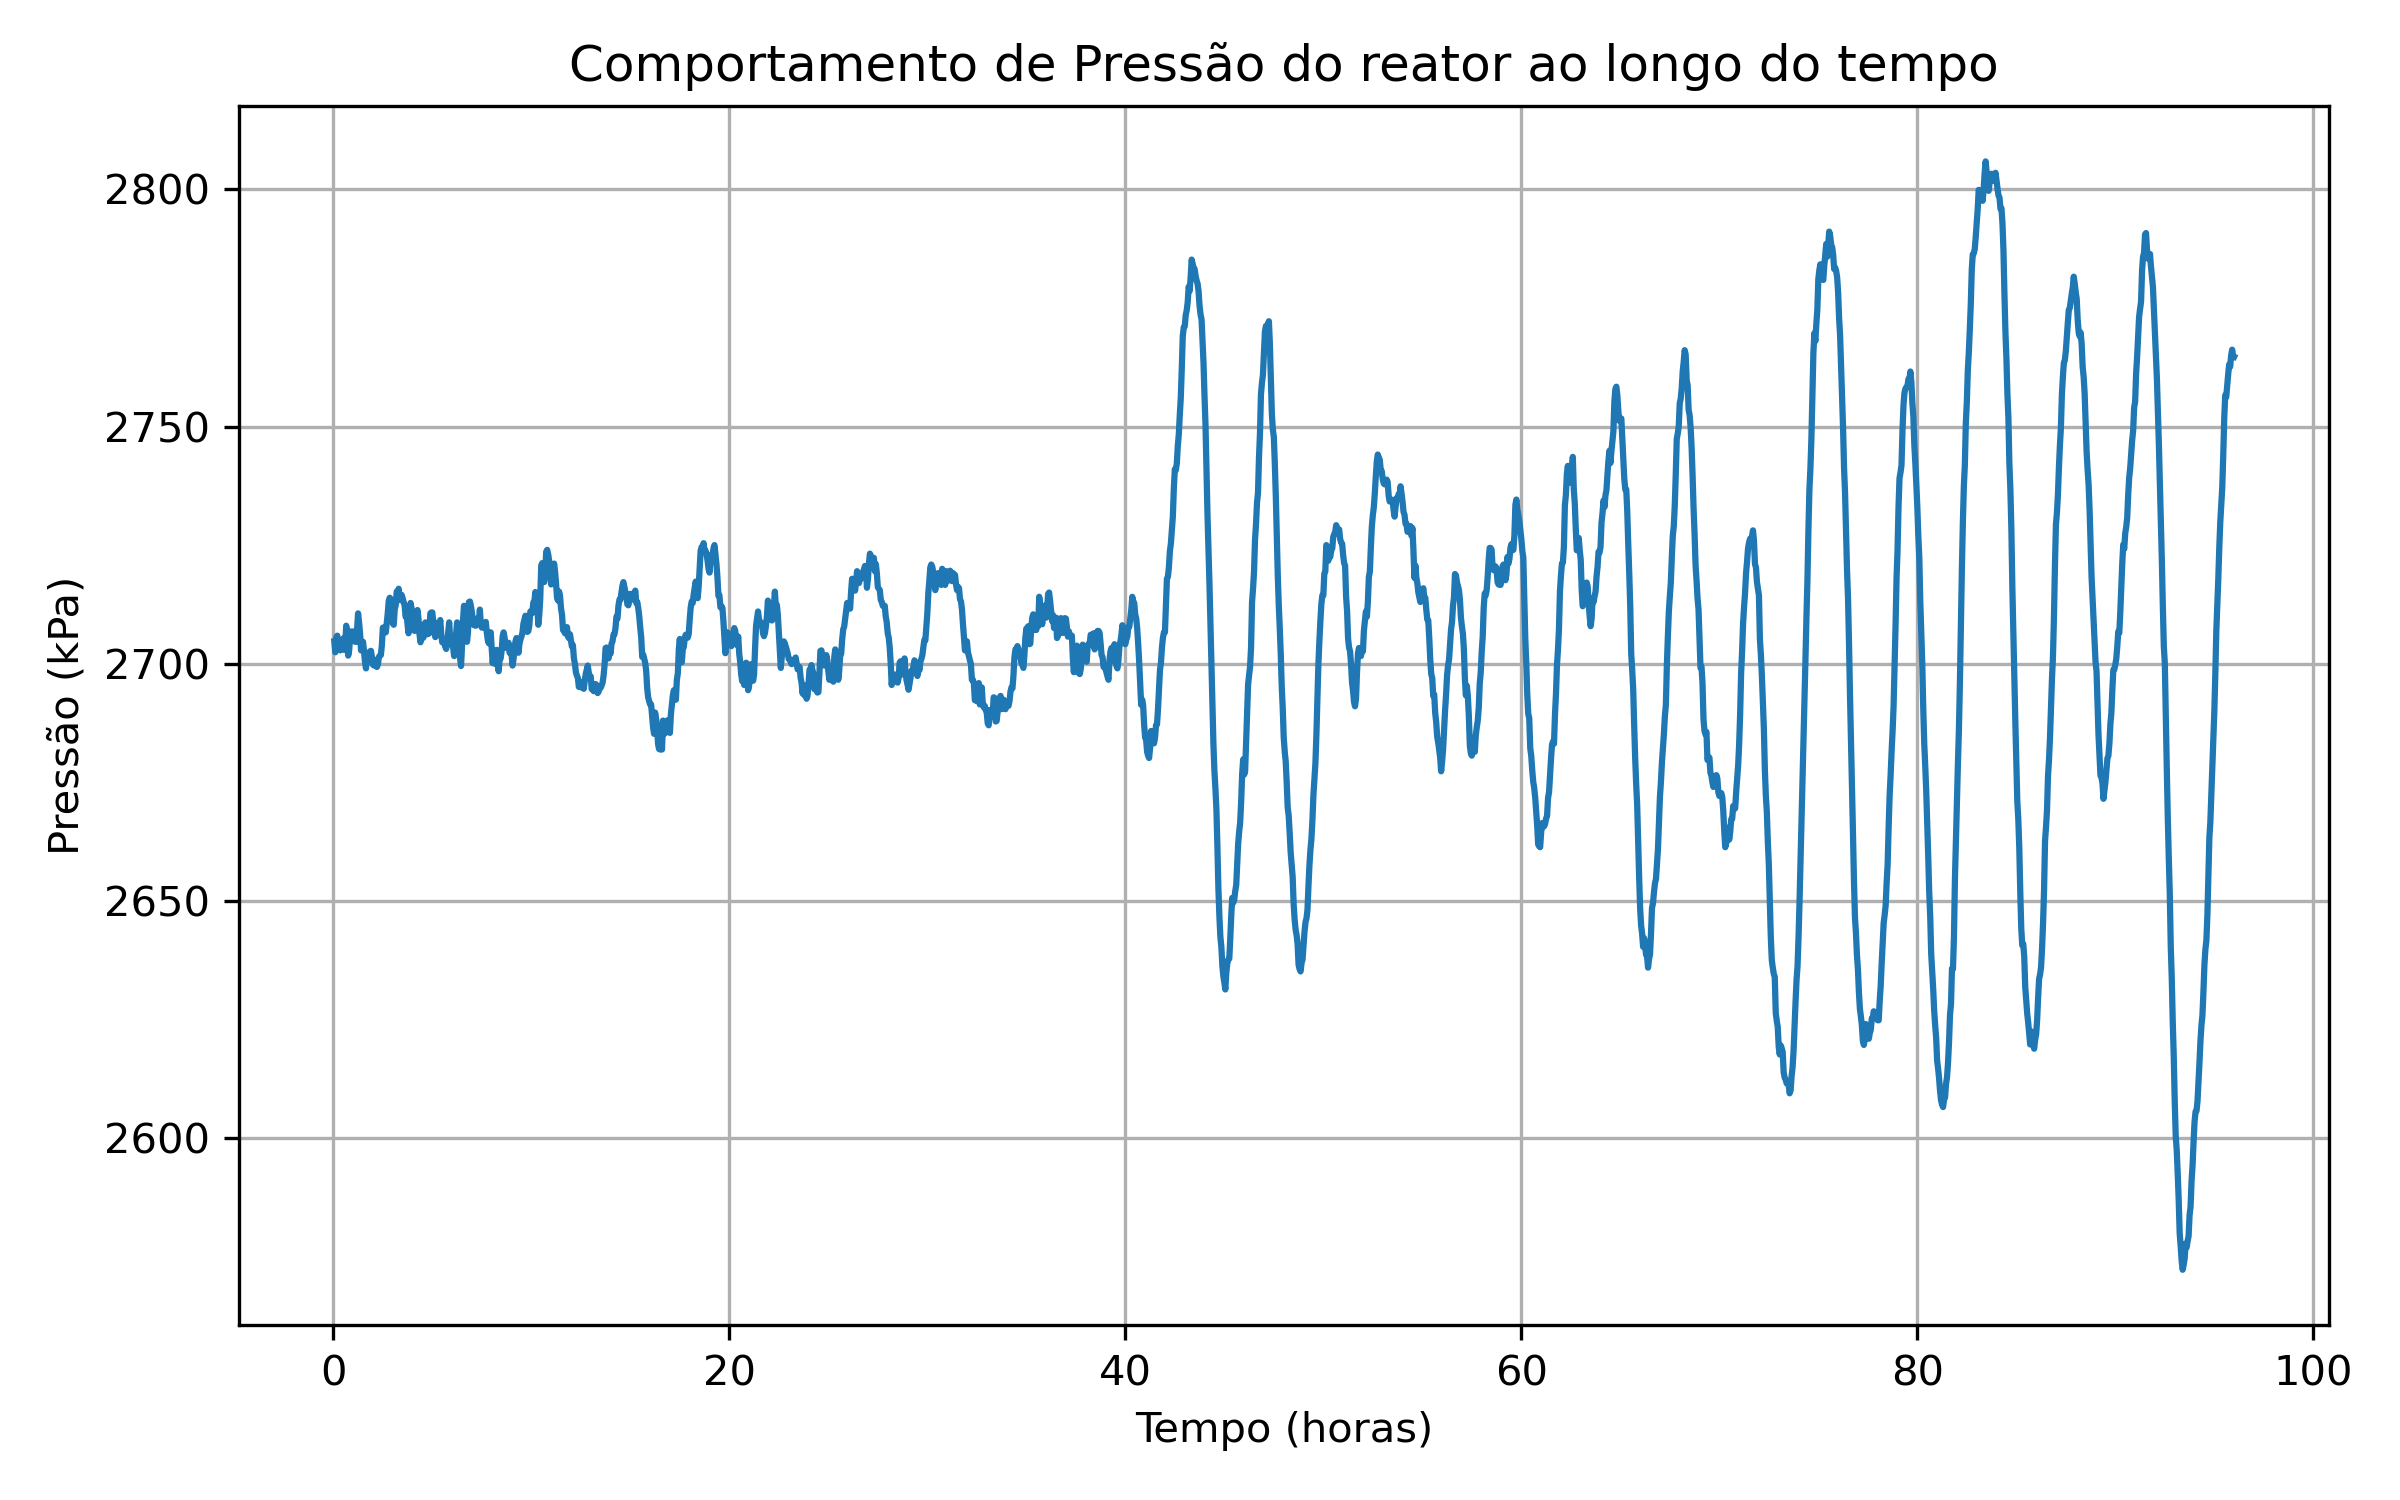 Comportamento de Pressão do reator ao longo do tempo
2800
2750
2700
2650
2600
Pressão (kPa)
0 20 40 60 80 100
Tempo (horas)